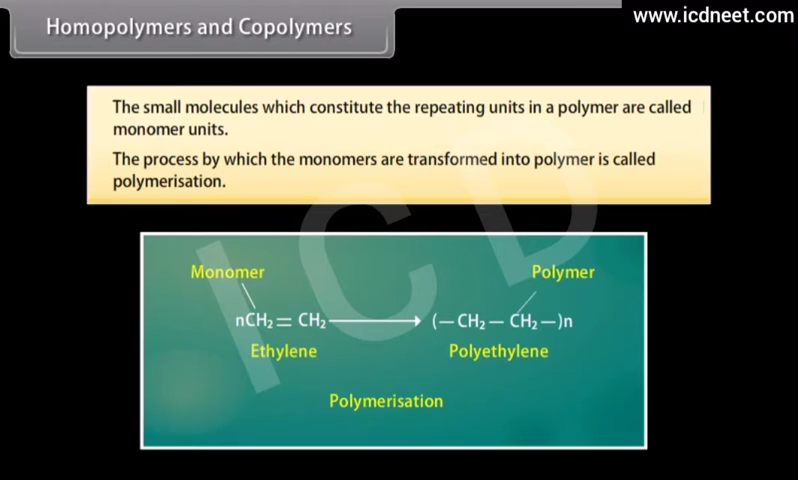 www.icdneet.com
Homopolymers and Copolymers
The small molecules which constitute the repeating units in a polymer are called
monomer units.
The process by which the monomers are transformed into polymer is called
polymerisation.
ICD
Monomer
Polymer
nCH₂ = CH₂ ⟶ (— CH₂ — CH₂ —)n
Ethylene
Polyethylene
Polymerisation